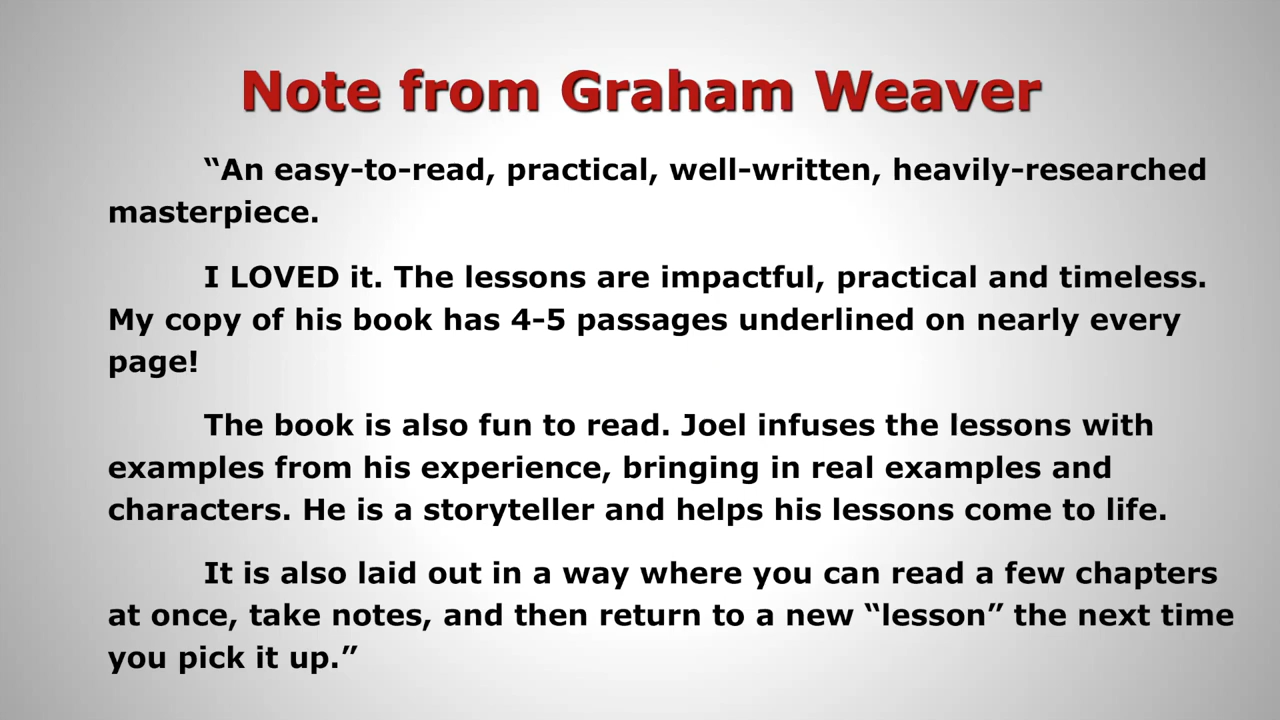 Note from Graham Weaver
“An easy-to-read, practical, well-written, heavily-researched
masterpiece.
I LOVED it. The lessons are impactful, practical and timeless.
My copy of his book has 4-5 passages underlined on nearly every
page!
The book is also fun to read. Joel infuses the lessons with
examples from his experience, bringing in real examples and
characters. He is a storyteller and helps his lessons come to life.
It is also laid out in a way where you can read a few chapters
at once, take notes, and then return to a new “lesson” the next time
you pick it up.”